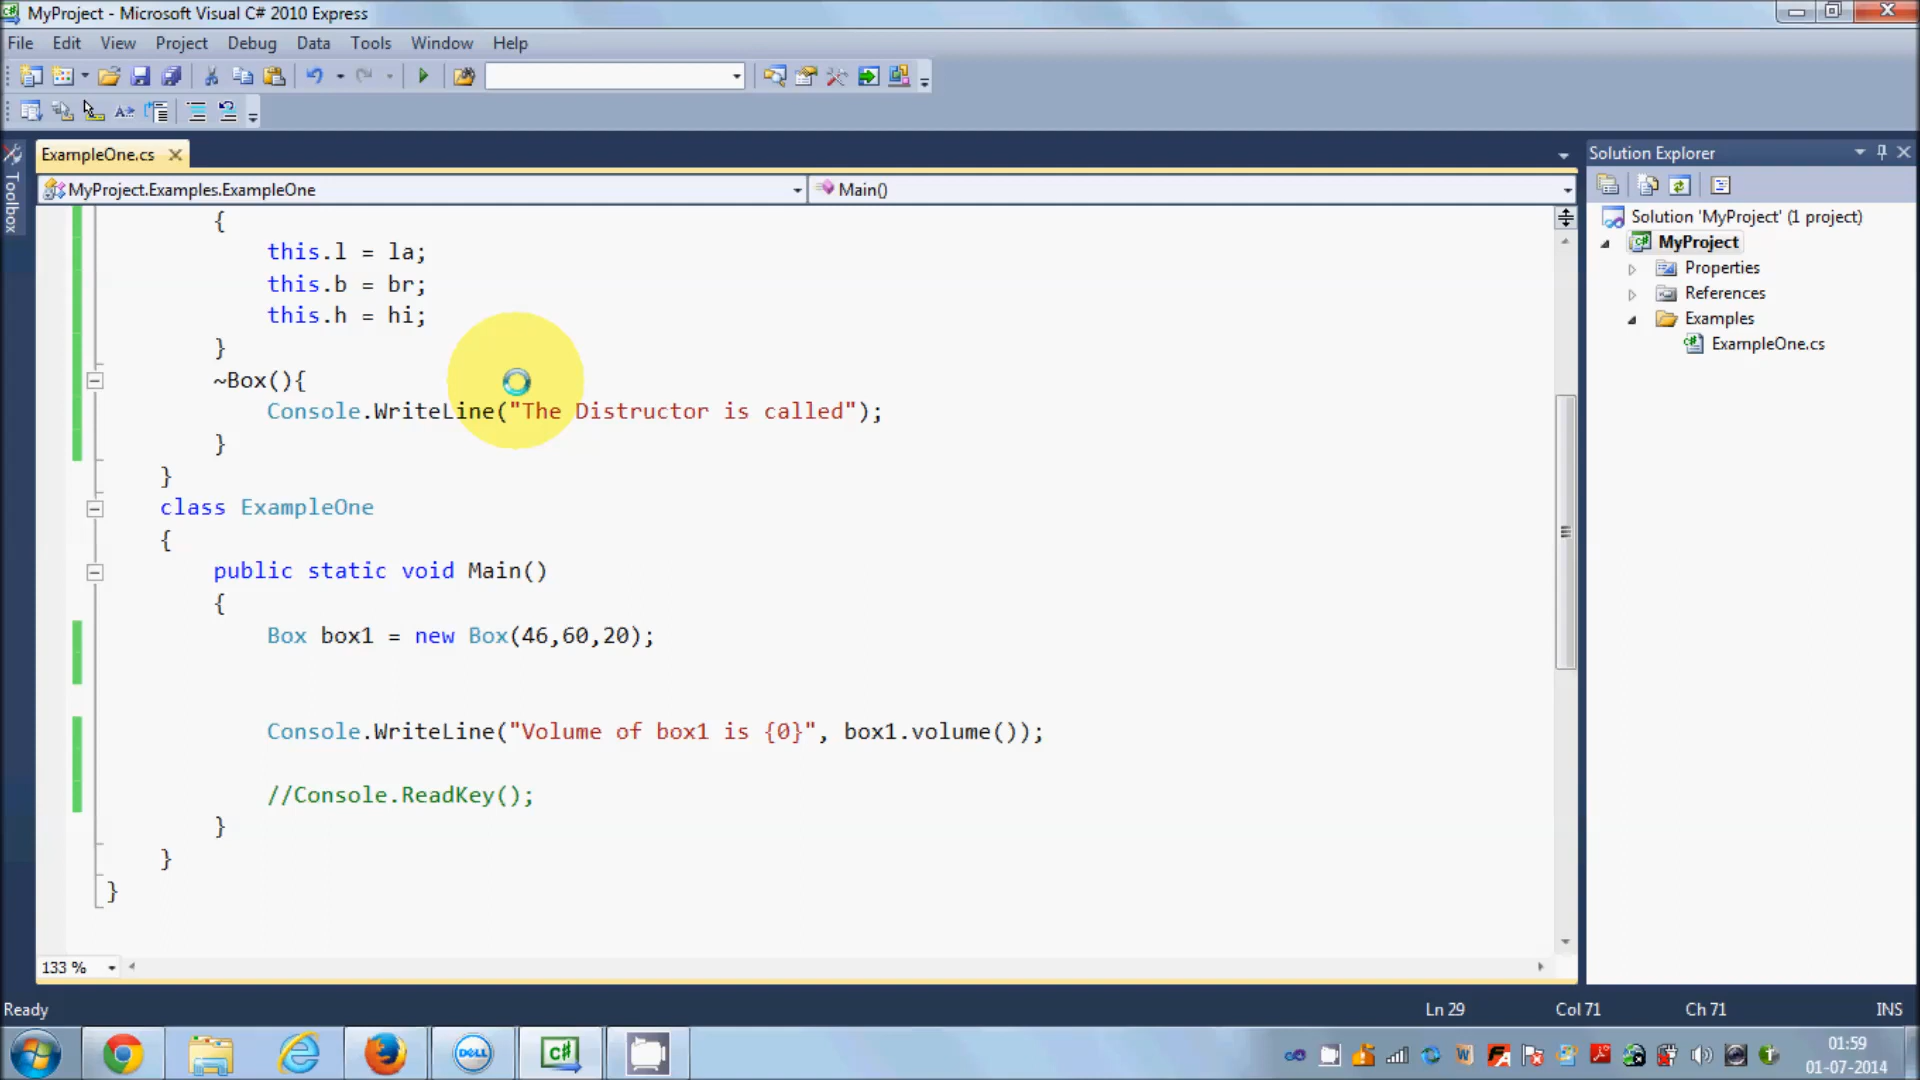 MyProject - Microsoft Visual C# 2010 Express
File Edit View Project Debug Data Tools Window Help
ExampleOne.cs
Solution Explorer
Toolbox
MyProject.Examples.ExampleOne
Main()
{
this.l = la;
this.b = br;
this.h = hi;
}
~Box(){
Console.WriteLine("The Distructor is called");
}
}
class ExampleOne
{
public static void Main()
{
Box box1 = new Box(46,60,20);
Console.WriteLine("Volume of box1 is {0}", box1.volume());
//Console.ReadKey();
}
}
}
Solution 'MyProject' (1 project)
MyProject
Properties
References
Examples
ExampleOne.cs
133 %
Ready
Ln 29
Col 71
Ch 71
INS
DELL
C#
01:59
01-07-2014